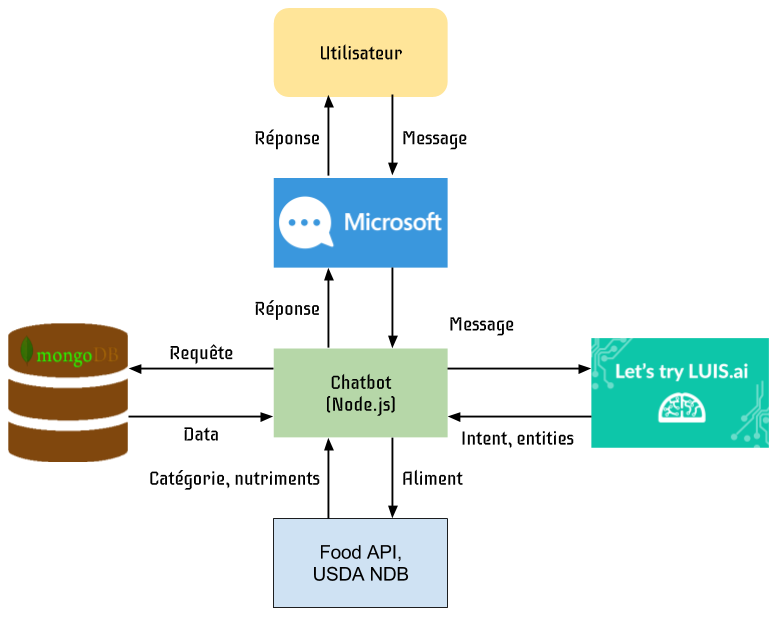 Utilisateur
Réponse
Message
Microsoft
Réponse
Message
mongoDB
Requête
Chatbot
(Node.js)
Let's try LUIS.ai
Data
Intent, entities
Catégorie, nutriments
Aliment
Food API,
USDA NDB